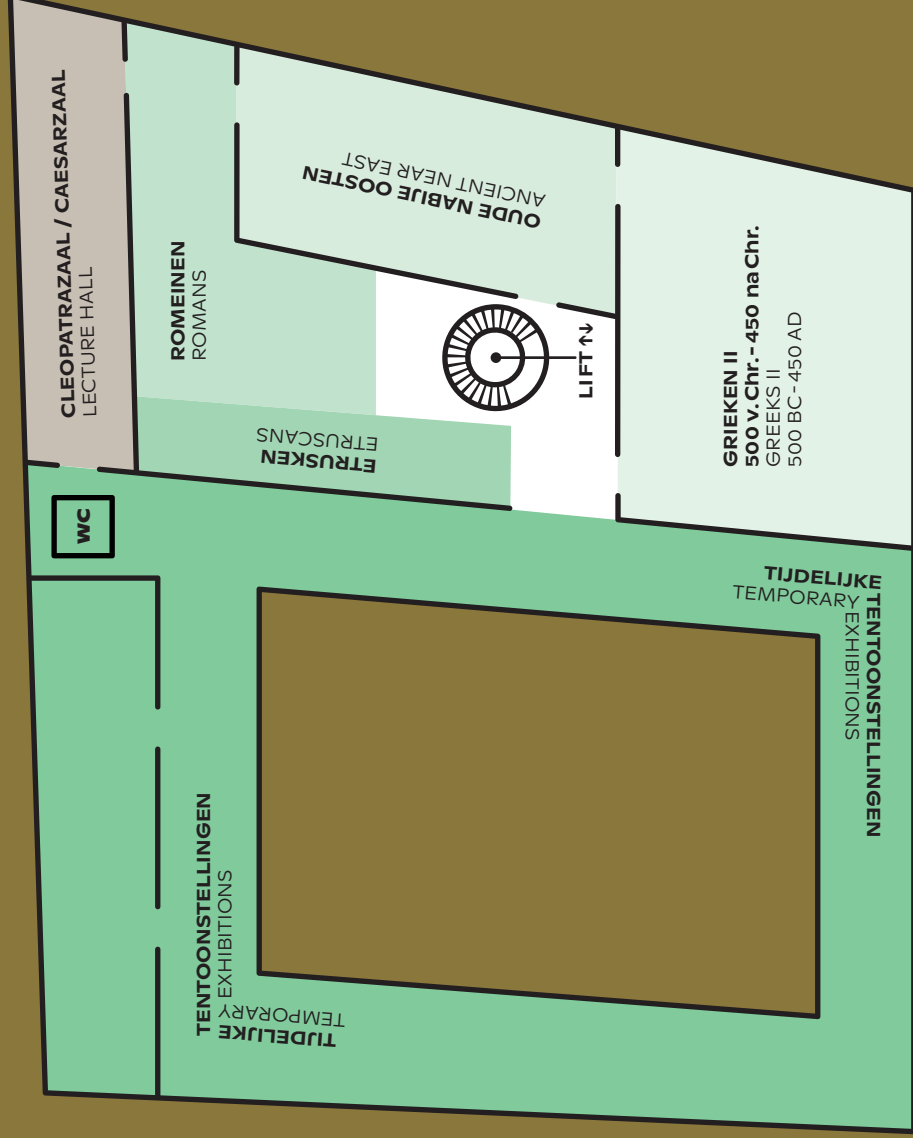 CLEOPATRAZAAL / CAESARZAAL
LECTURE HALL
ROMEINEN
ROMANS
OUDE NABIJE OOSTEN
ANCIENT NEAR EAST
ETRUSKEN
ETRUSCANS
LIFT
GRIEKEN II
500 v.Chr.-450 na Chr.
GREEKS II
500 BC-450 AD
WC
TIJDELIJKE TENTOONSTELLINGEN
TEMPORARY EXHIBITIONS
TIJDELIJKE TENTOONSTELLINGEN
TEMPORARY EXHIBITIONS